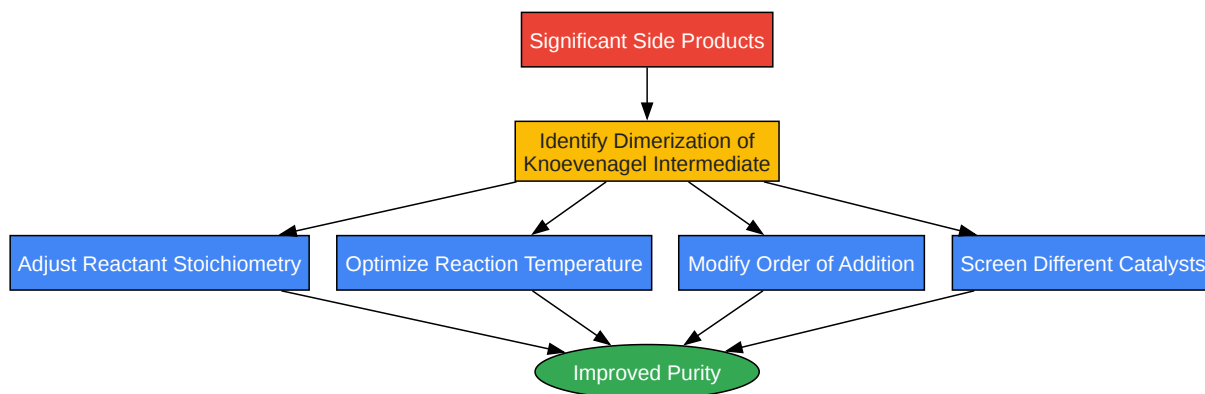 Significant Side Products
Identify Dimerization of
Knoevenagel Intermediate
Adjust Reactant Stoichiometry
Optimize Reaction Temperature
Modify Order of Addition
Screen Different Catalysts
Improved Purity